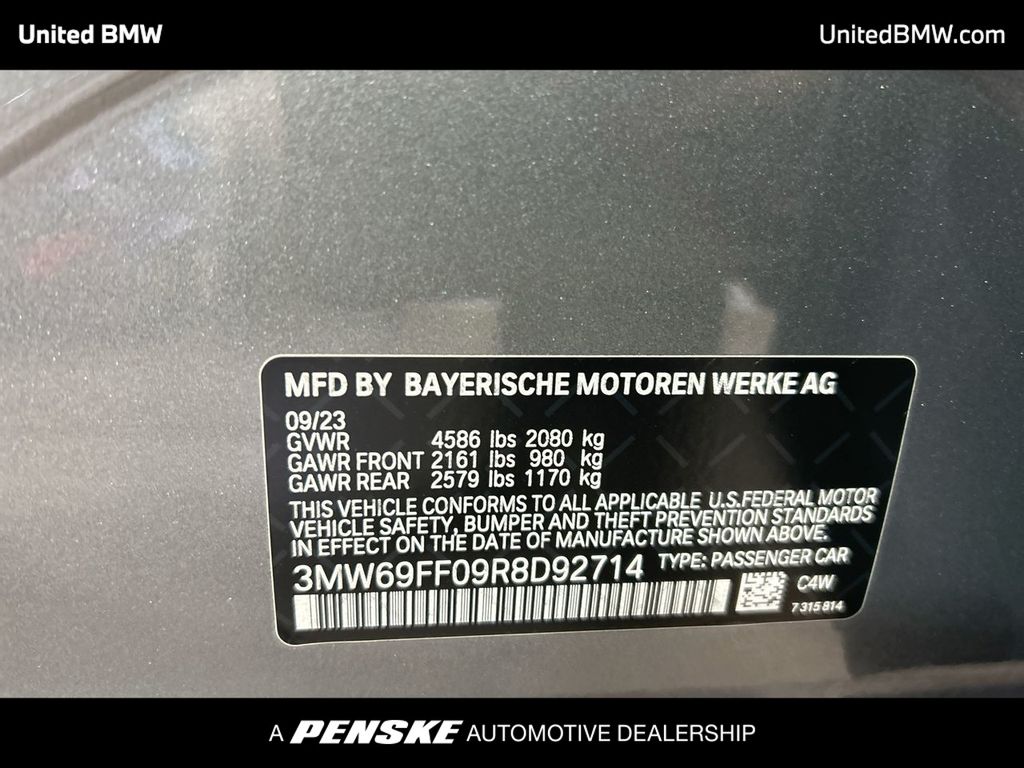 United BMW
UnitedBMW.com
MFD BY BAYERISCHE MOTOREN WERKE AG
09/23
GVWR 4586 lbs 2080 kg
GAWR FRONT 2161 lbs 980 kg
GAWR REAR 2579 lbs 1170 kg
THIS VEHICLE CONFORMS TO ALL APPLICABLE U.S.FEDERAL MOTOR
VEHICLE SAFETY, BUMPER AND THEFT PREVENTION STANDARDS
IN EFFECT ON THE DATE OF MANUFACTURE SHOWN ABOVE.
3MW69FF09R8D92714 TYPE: PASSENGER CAR
C4W
7315814
A PENSKE AUTOMOTIVE DEALERSHIP